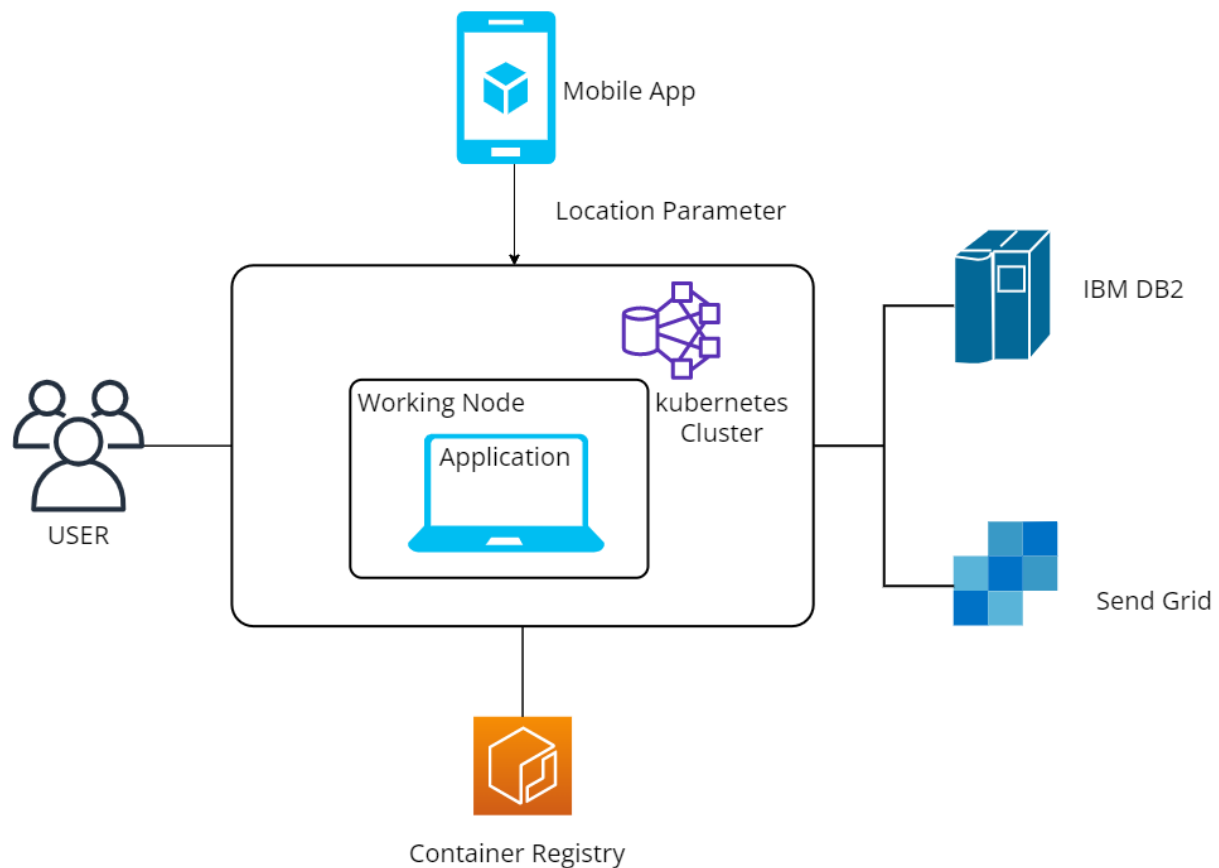 Mobile App
Location Parameter
IBM DB2
Working Node
kubernetes
Cluster
Application
USER
Send Grid
Container Registry